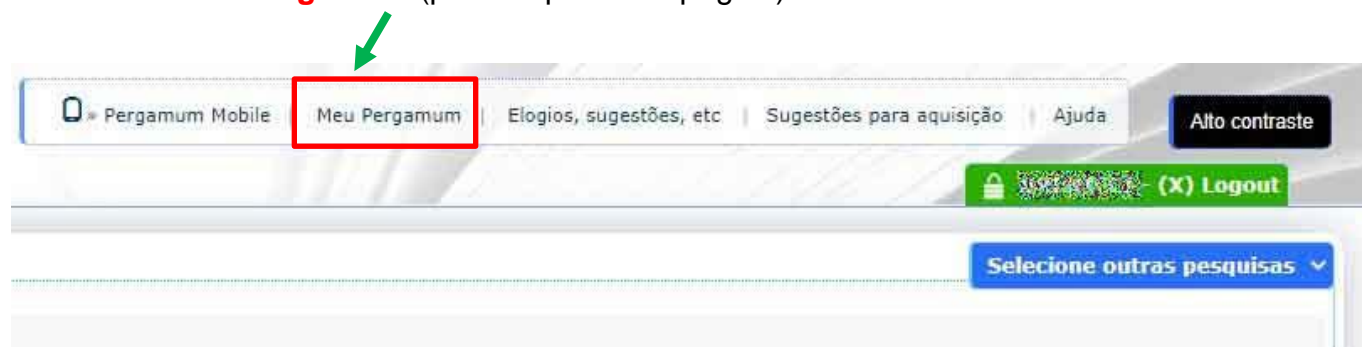 » Pergamum Mobile | Meu Pergamum | Elogios, sugestões, etc | Sugestões para aquisição | Ajuda
Alto contraste
- (X) Logout
Selecione outras pesquisas